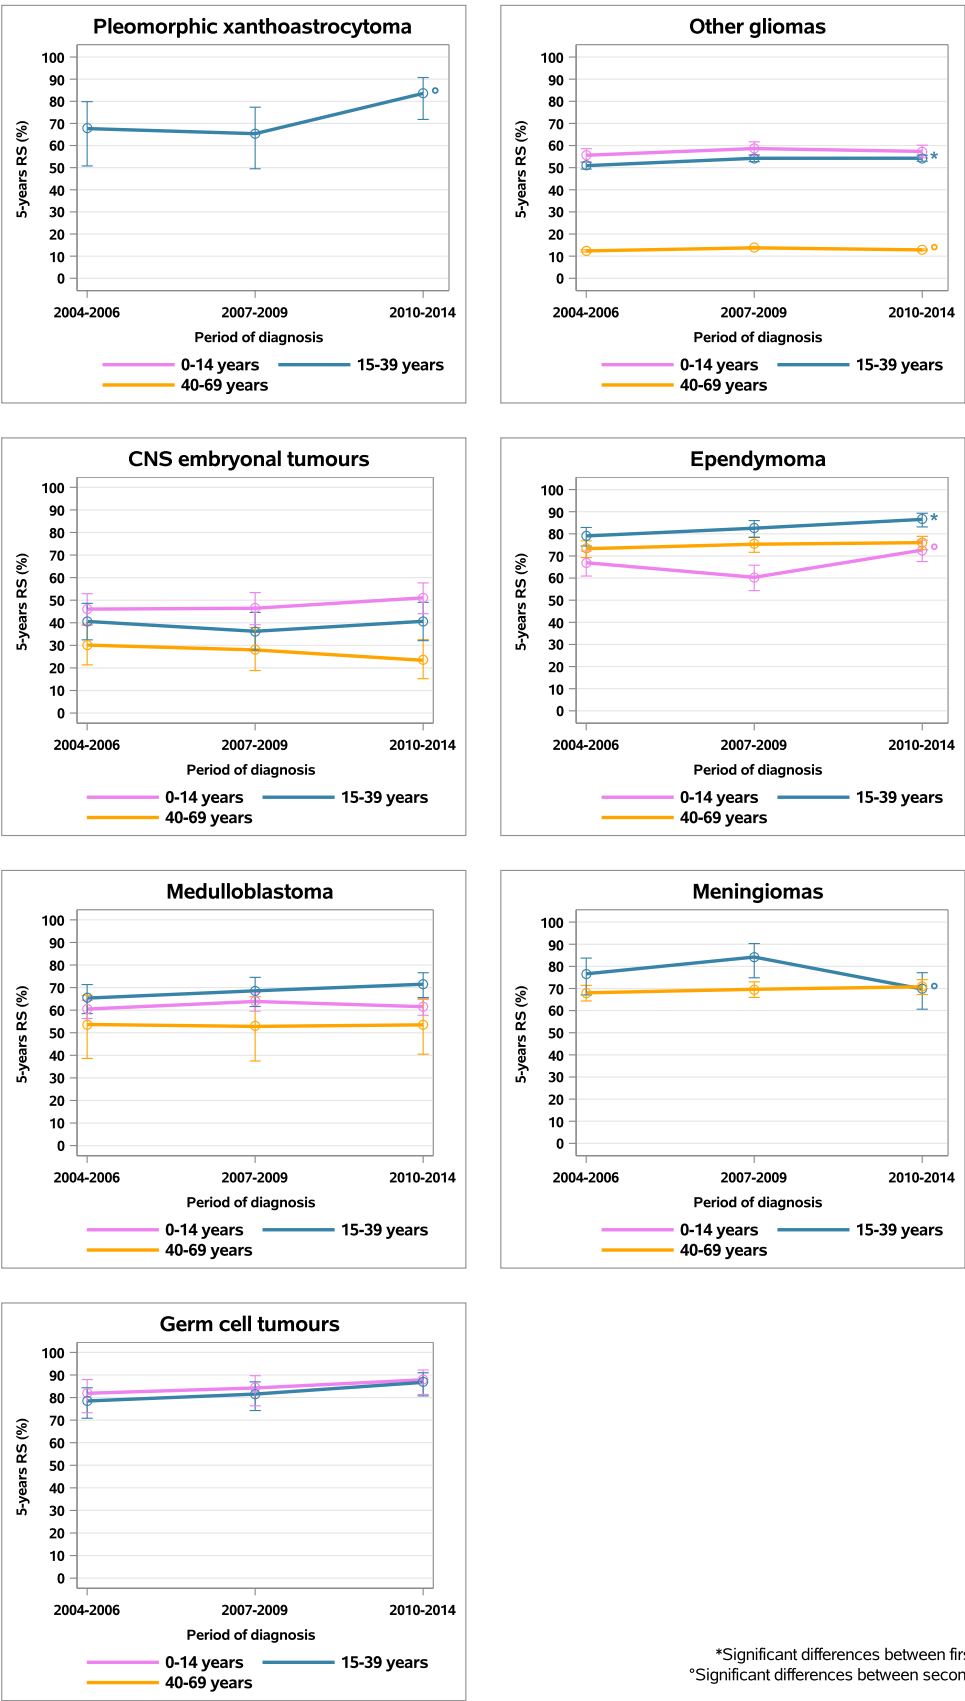 Pleomorphic xanthoastrocytoma
100
90
80
70
60
50
40
30
20
10
0
5-years RS (%)
°
2004-2006 2007-2009 2010-2014
Period of diagnosis
0-14 years 15-39 years
40-69 years
Other gliomas
100
90
80
70
60
50
40
30
20
10
0
5-years RS (%)
*
°
2004-2006 2007-2009 2010-2014
Period of diagnosis
0-14 years 15-39 years
40-69 years
CNS embryonal tumours
100
90
80
70
60
50
40
30
20
10
0
5-years RS (%)
2004-2006 2007-2009 2010-2014
Period of diagnosis
0-14 years 15-39 years
40-69 years
Ependymoma
100
90
80
70
60
50
40
30
20
10
0
5-years RS (%)
*
°
2004-2006 2007-2009 2010-2014
Period of diagnosis
0-14 years 15-39 years
40-69 years
Medulloblastoma
100
90
80
70
60
50
40
30
20
10
0
5-years RS (%)
2004-2006 2007-2009 2010-2014
Period of diagnosis
0-14 years 15-39 years
40-69 years
Meningiomas
100
90
80
70
60
50
40
30
20
10
0
5-years RS (%)
°
2004-2006 2007-2009 2010-2014
Period of diagnosis
0-14 years 15-39 years
40-69 years
Germ cell tumours
100
90
80
70
60
50
40
30
20
10
0
5-years RS (%)
2004-2006 2007-2009 2010-2014
Period of diagnosis
0-14 years 15-39 years
40-69 years
*Significant differences between
°Significant differences between